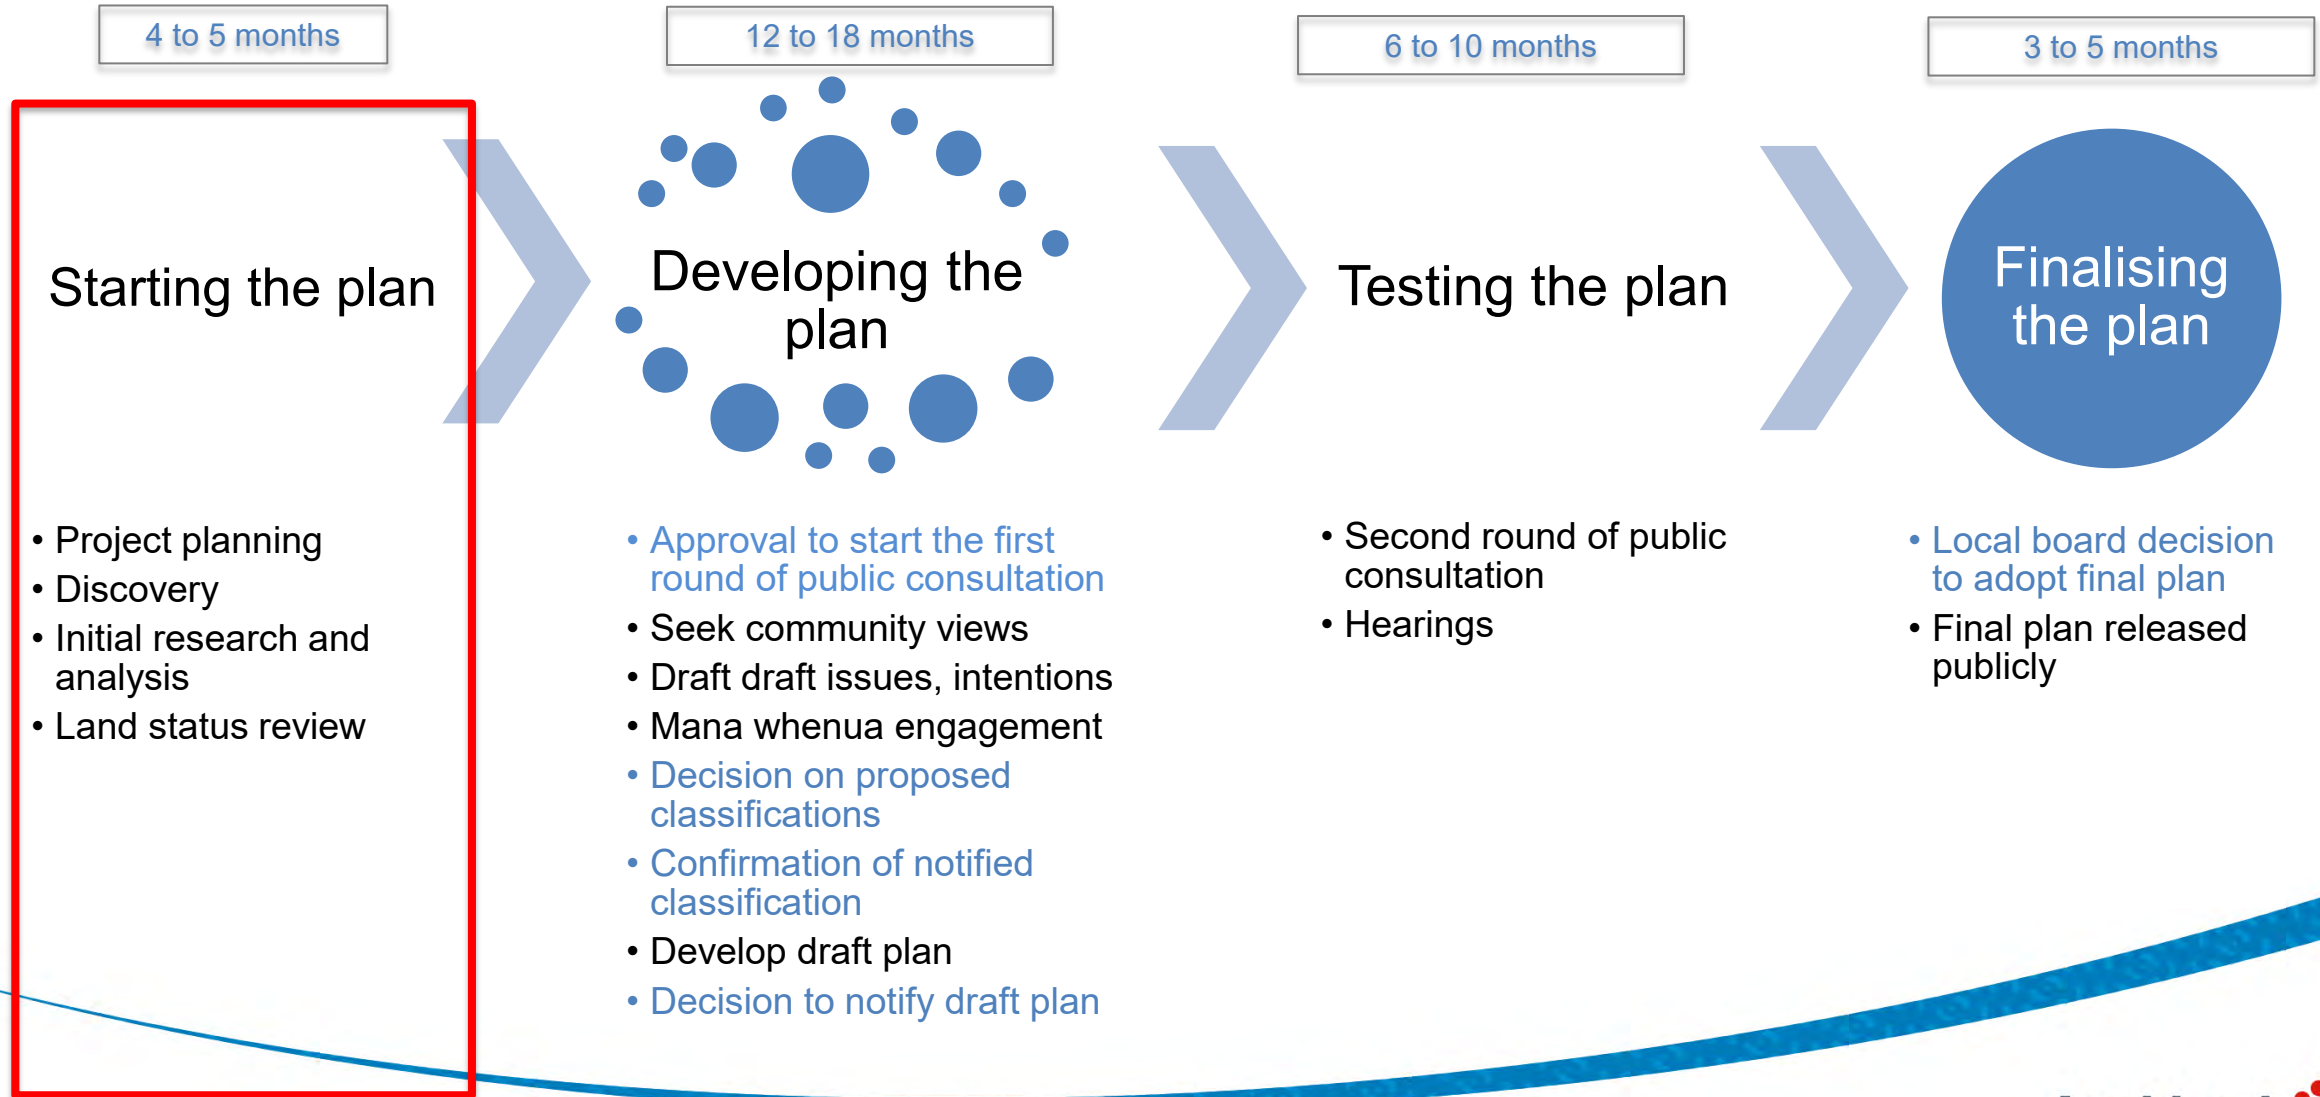 4 to 5 months
12 to 18 months
6 to 10 months
3 to 5 months
Starting the plan
Developing the
plan
Testing the plan
Finalising
the plan
• Project planning
• Discovery
• Initial research and
analysis
• Land status review
• Approval to start the first
round of public consultation
• Seek community views
• Draft draft issues, intentions
• Mana whenua engagement
• Decision on proposed
classifications
• Confirmation of notified
classification
• Develop draft plan
• Decision to notify draft plan
• Second round of public
consultation
• Hearings
• Local board decision
to adopt final plan
• Final plan released
publicly